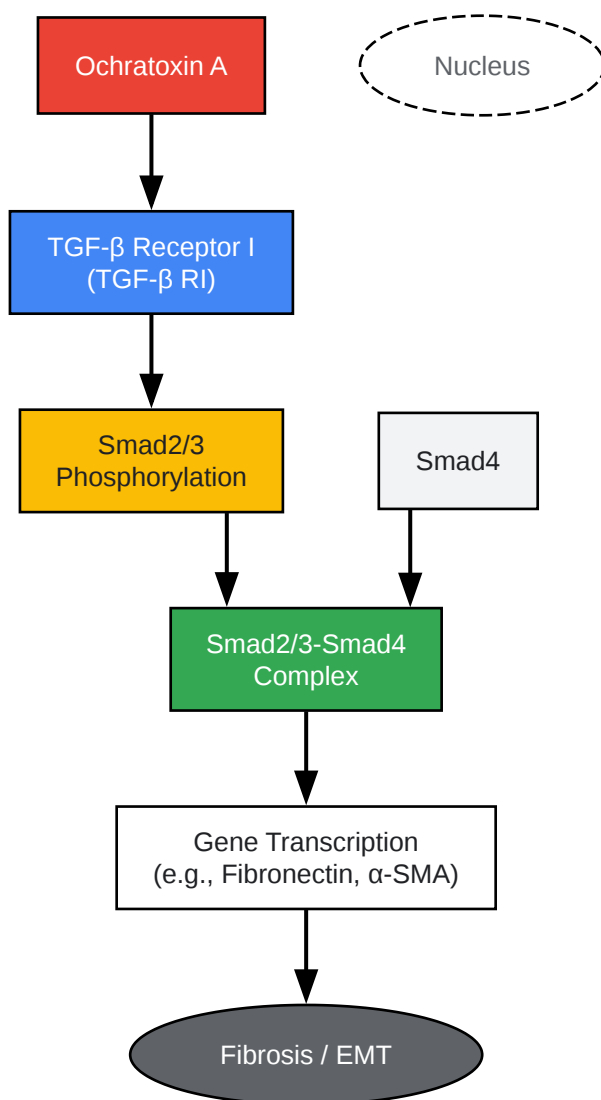 Ochratoxin A
Nucleus
TGF-β Receptor I
(TGF-β RI)
Smad2/3
Phosphorylation
Smad4
Smad2/3-Smad4
Complex
Gene Transcription
(e.g., Fibronectin, α-SMA)
Fibrosis / EMT